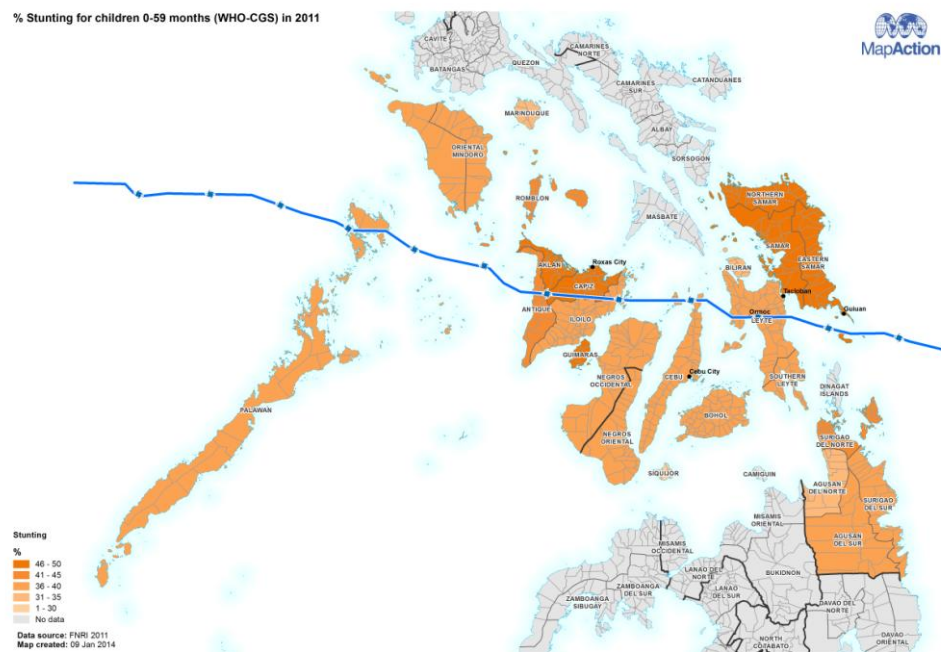 % Stunting for children 0-59 months (WHO-CGS) in 2011
MapAction
CAVITE
BATANGAS
QUEZON
CAMARINES
NORTE
CAMARINES
SUR
CATANDUANES
ALBAY
SORSOGON
MARINDUQUE
ORIENTAL
MINDORO
ROMBLON
MASBATE
NORTHERN
SAMAR
SAMAR
EASTERN
SAMAR
BILIRAN
Tacloban
Guiuan
Ormoc
LEYTE
SOUTHERN
LEYTE
Roxas City
AKLAN
CAPIZ
ANTIQUE
ILOILO
GUIMARAS
NEGROS
OCCIDENTAL
CEBU
Cebu City
BOHOL
NEGROS
ORIENTAL
SIQUIJOR
CAMIGUIN
DINAGAT
ISLANDS
SURIGAO
DEL NORTE
AGUSAN
DEL NORTE
SURIGAO
DEL SUR
AGUSAN
DEL SUR
PALAWAN
MISAMIS
ORIENTAL
MISAMIS
OCCIDENTAL
LANAO DEL
NORTE
BUKIDNON
LANAO
DEL SUR
ZAMBOANGA
DEL SUR
ZAMBOANGA
SIBUGAY
DAVAO DEL
NORTE
NORTH
COTABATO
DAVAO
ORIENTAL
Stunting
%
46 - 50
41 - 45
36 - 40
31 - 35
1 - 30
No data
Data source: FNRI 2011
Map created: 09 Jan 2014